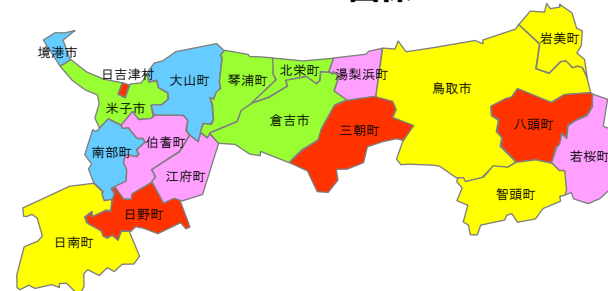 岩美町
境港市
北栄町
日吉津村
大山町
琴浦町
湯梨浜町
鳥取市
米子市
倉吉市
三朝町
八頭町
伯耆町
南部町
若桜町
江府町
智頭町
日野町
日南町